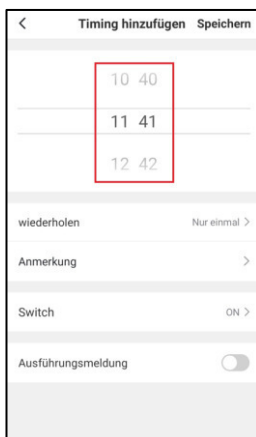 Timing hinzufügen Speichern
10 40
11 41
12 42
wiederholen Nur einmal >
Anmerkung >
Switch ON >
Ausführungsmeldung